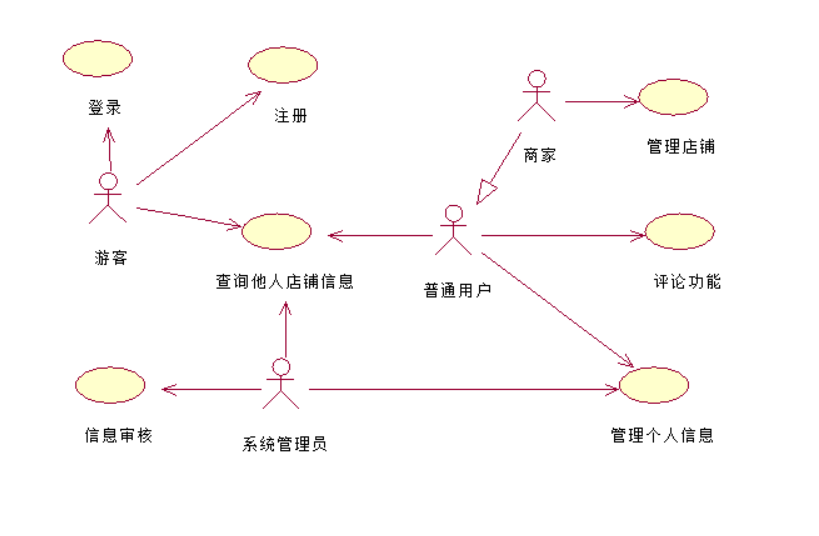 登录
注册
商家
管理店铺
游客
查询他人店铺信息
普通用户
评论功能
信息审核
系统管理员
管理个人信息